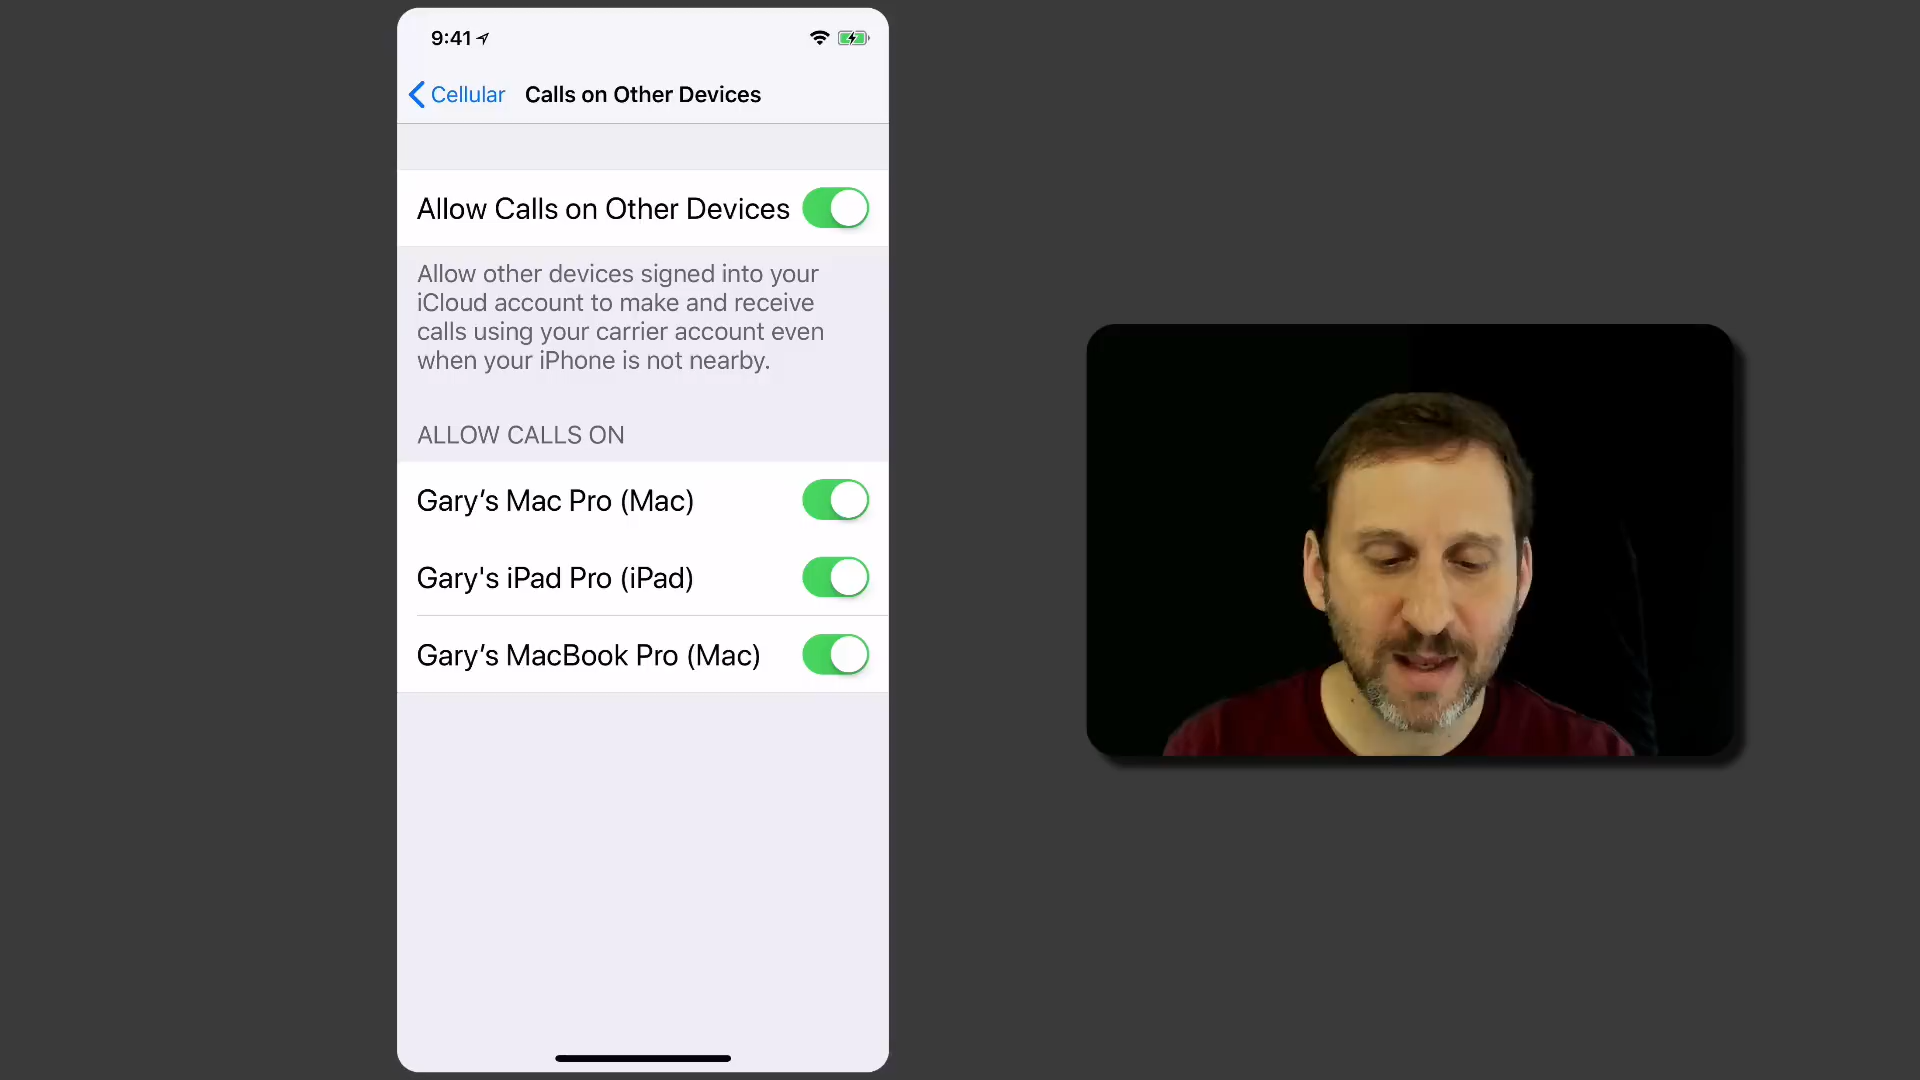 9:41
Cellular Calls on Other Devices
Allow Calls on Other Devices
Allow other devices signed into your
iCloud account to make and receive
calls using your carrier account even
when your iPhone is not nearby.
ALLOW CALLS ON
Gary’s Mac Pro (Mac)
Gary's iPad Pro (iPad)
Gary’s MacBook Pro (Mac)